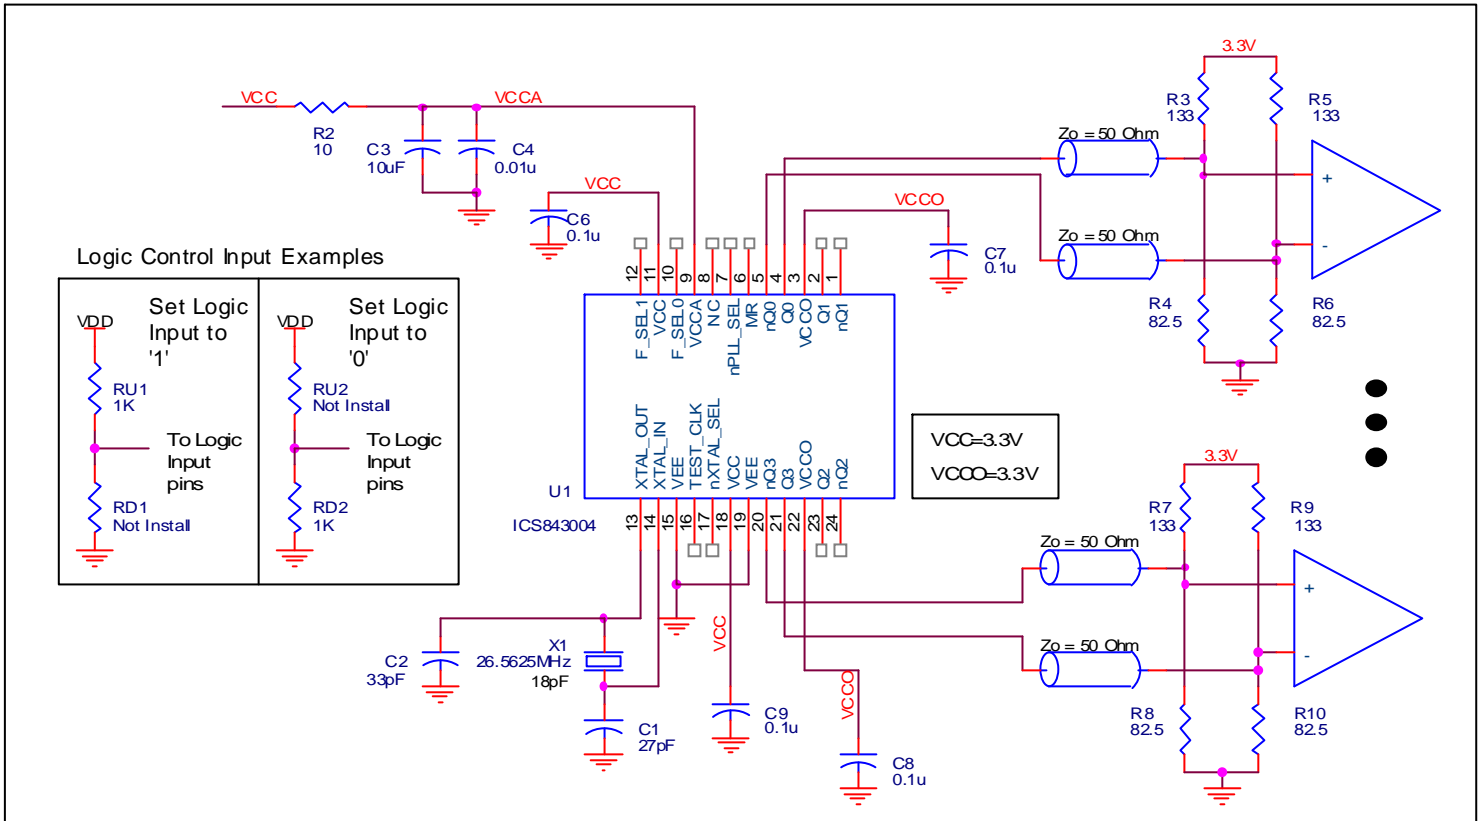 VCC
R2
10
VCCA
C3
10uF
C4
0.01u
VCC
C6
0.1u
VCCO
C7
0.1u
3.3V
R3
133
R5
133
Zo = 50 Ohm
+
Zo = 50 Ohm
-
R4
82.5
R6
82.5
Logic Control Input Examples
Set Logic
Input to
'1'
VDD
RU1
1K
To Logic
Input
pins
RD1
Not Install
Set Logic
Input to
'0'
VDD
RU2
Not Install
To Logic
Input
pins
RD2
1K
12
11
10
9
8
7
6
5
4
3
2
1
F_SEL1
VCC
F_SEL0
VCCA
NC
nPLL_SEL
MR
nQ0
Q0
VCCO
Q1
nQ1
XTAL_OUT
XTAL_IN
VEE
TEST_CLK
nXTAL_SEL
VCC
VEE
nQ3
Q3
VCCO
Q2
nQ2
U1
ICS843004
13
14
15
16
17
18
19
20
21
22
23
24
VCC=3.3V
VCCO=3.3V
C2
33pF
X1
26.5625MHz
18pF
C1
27pF
VCC
C9
0.1u
VCCO
C8
0.1u
3.3V
R7
133
R9
133
Zo = 50 Ohm
+
Zo = 50 Ohm
-
R8
82.5
R10
82.5